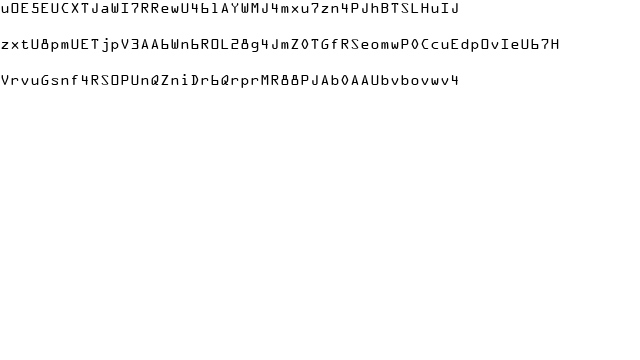 uOE5EUCXTJaWI7RRewU461AYWMJ4mxu7zn4PJhBTSLHuIJ
zxtU8pmUETjpV3AA6Wn6ROL28g4JmZ0TGfRSeomwP0CcuEdpOvIeU67H
VrvuGsnf4RSOPUnQZniDr6QrprMR88PJAb0AAUbvbovwv4